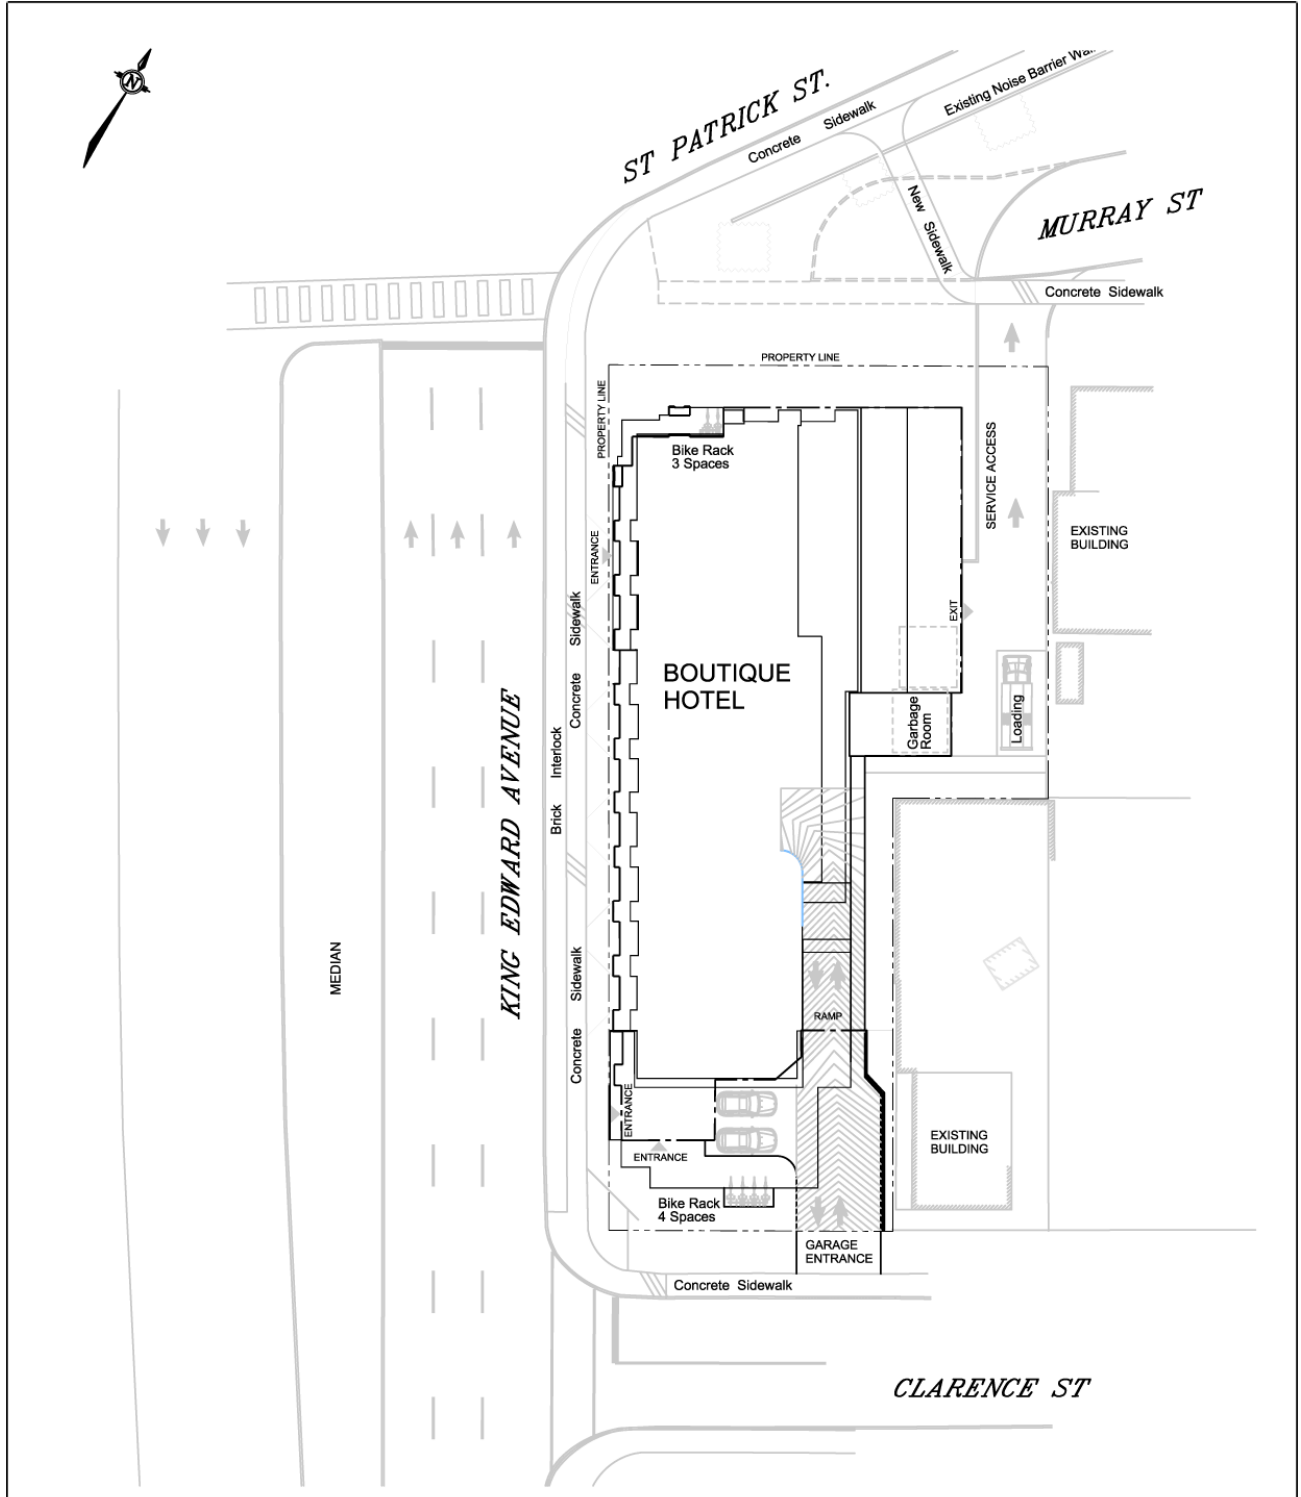 N
ST PATRICK ST.
Concrete Sidewalk
Existing Noise Barrier
New Sidewalk
MURRAY ST
Concrete Sidewalk
PROPERTY LINE
PROPERTY LINE
Bike Rack
3 Spaces
SERVICE ACCESS
EXISTING
BUILDING
ENTRANCE
EXIT
Concrete Sidewalk
BOUTIQUE
HOTEL
Garbage
Room
Loading
KING EDWARD AVENUE
Brick Interlock
MEDIAN
Concrete Sidewalk
RAMP
ENTRANCE
ENTRANCE
EXISTING
BUILDING
Bike Rack
4 Spaces
GARAGE
ENTRANCE
Concrete Sidewalk
CLARENCE ST